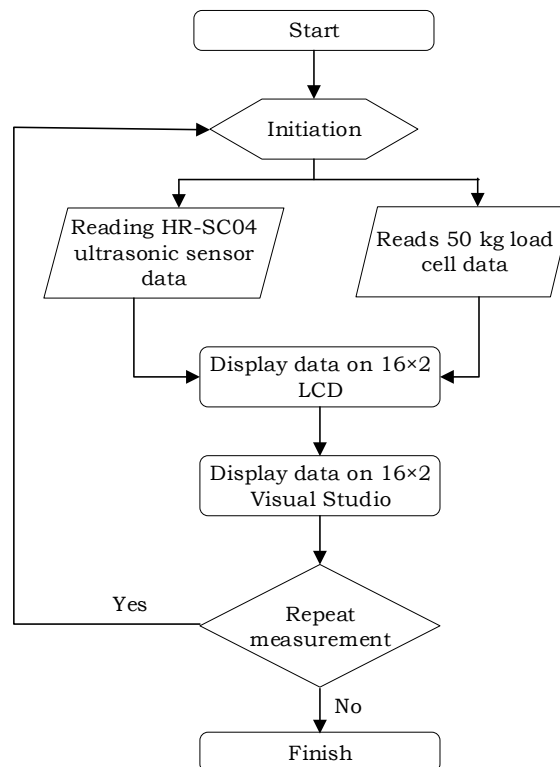 Start
Initiation
Reading HR-SC04
ultrasonic sensor
data
Reads 50 kg load
cell data
Display data on 16×2
LCD
Display data on 16×2
Visual Studio
Yes
Repeat
measurement
No
Finish